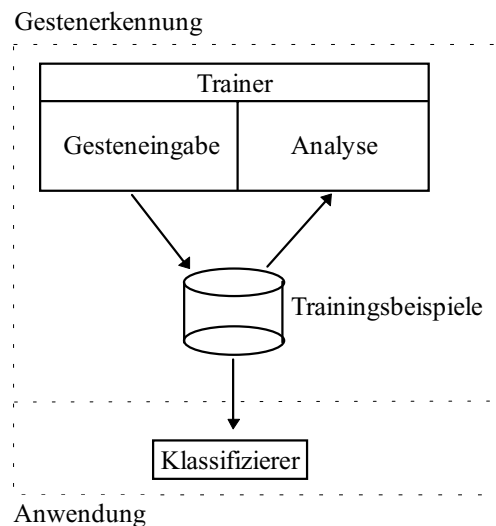 Gestenerkennung
Trainer
Gesteneingabe
Analyse
Trainingsbeispiele
Klassifizierer
Anwendung